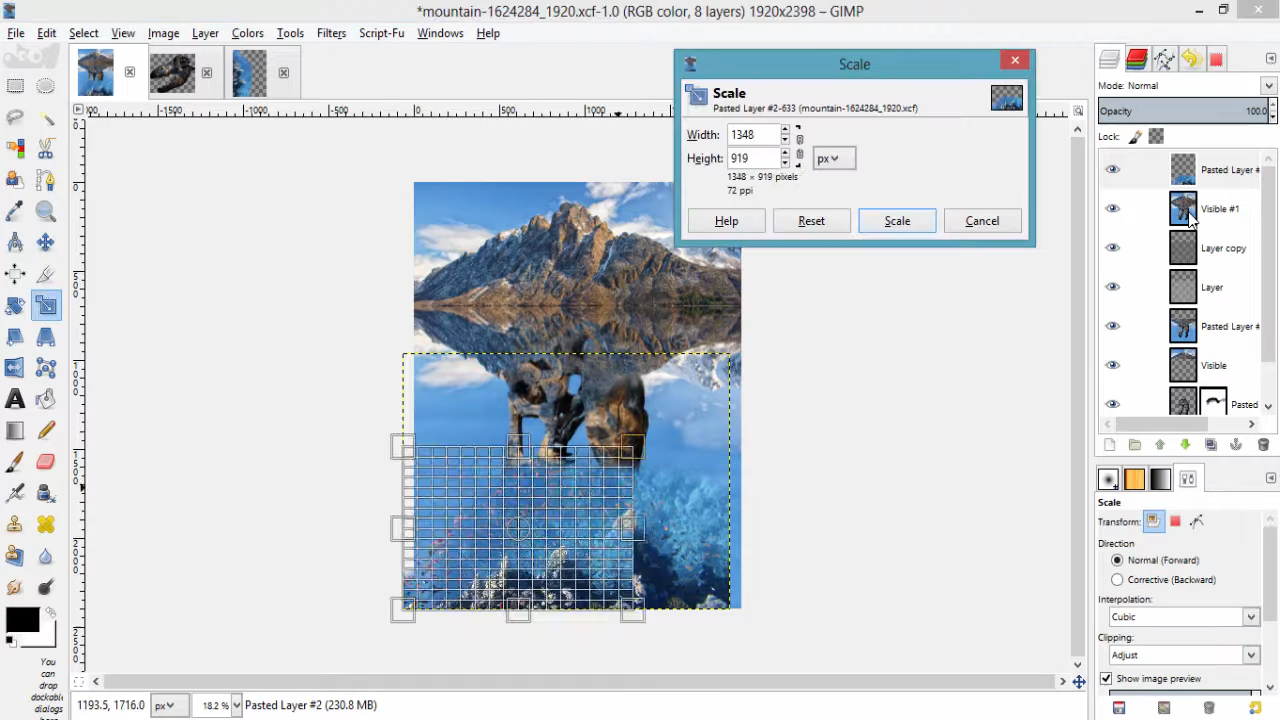 *mountain-1624284_1920.xcf-1.0 (RGB color, 8 layers) 1920x2398 – GIMP
File Edit Select View Image Layer Colors Tools Filters Script-Fu Windows Help
Scale
Scale
Pasted Layer #2-633 (mountain-1624284_1920.xcf)
Width: 1348
Height: 919 px
1348 × 919 pixels
72 ppi
Help Reset Scale Cancel
Mode: Normal
Opacity 100.0
Lock:
Pasted Layer #
Visible #1
Layer copy
Layer
Pasted Layer #
Visible
Pasted
Scale
Transform:
Direction
Normal (Forward)
Corrective (Backward)
Interpolation:
Cubic
Clipping:
Adjust
Show image preview
You
can
drop
dockable
dialogs
1193.5, 1716.0 px 18.2 % Pasted Layer #2 (230.8 MB)